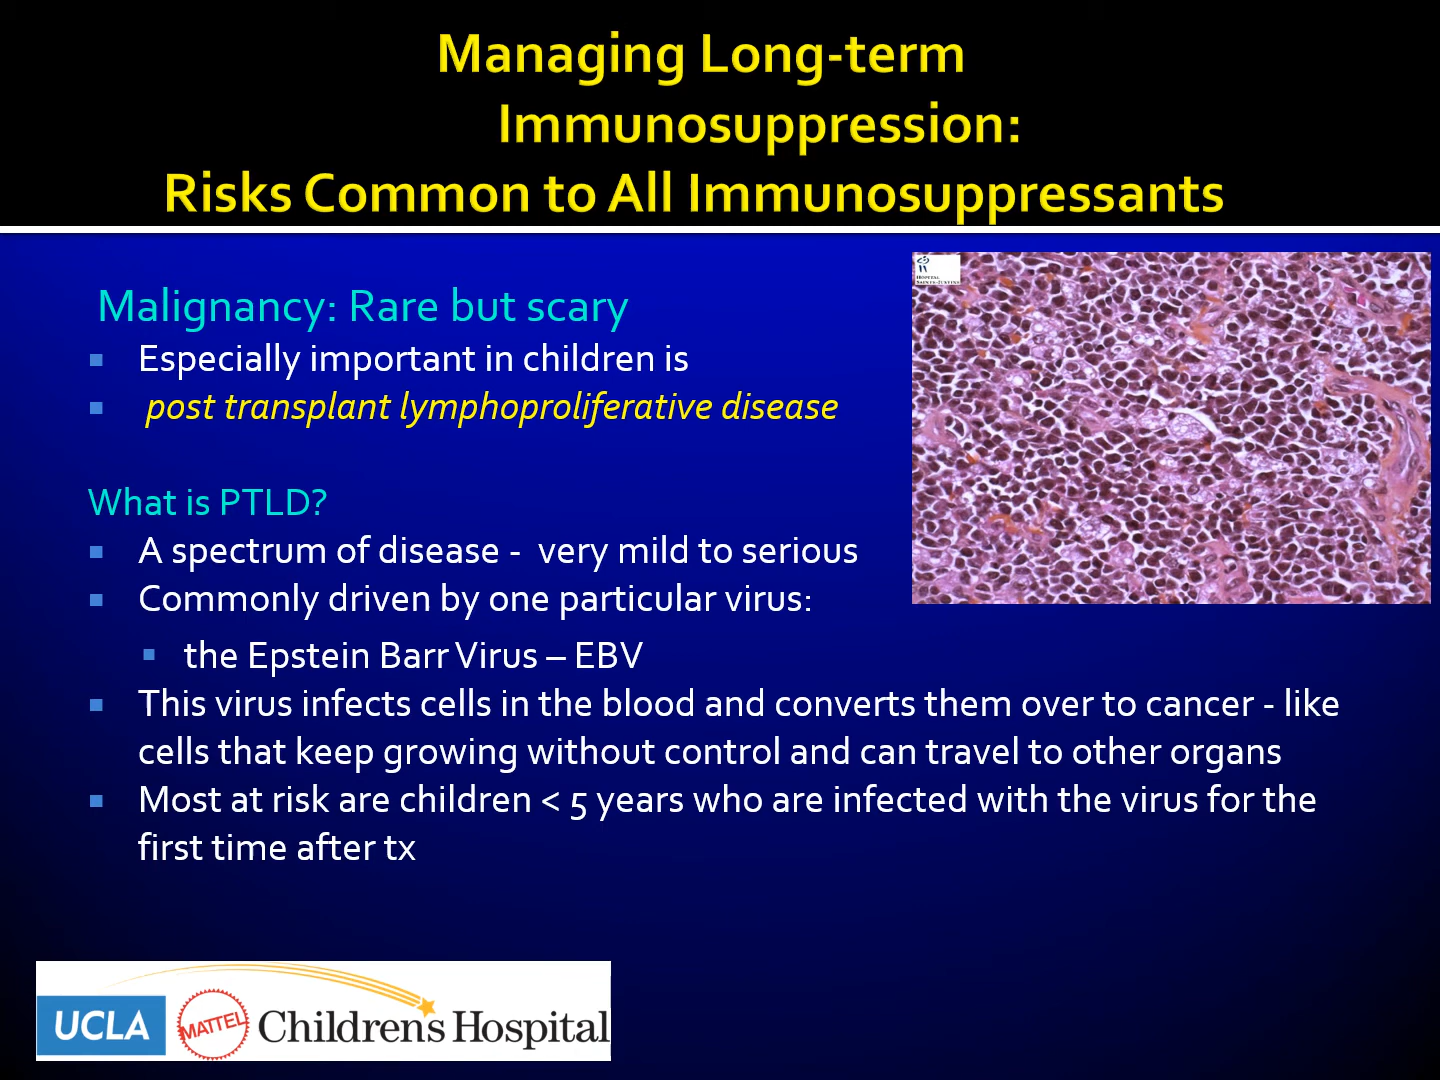 Managing Long-term
Immunosuppression:
Risks Common to All Immunosuppressants
Malignancy: Rare but scary
Especially important in children is
post transplant lymphoproliferative disease
What is PTLD?
A spectrum of disease - very mild to serious
Commonly driven by one particular virus:
the Epstein Barr Virus – EBV
This virus infects cells in the blood and converts them over to cancer - like
cells that keep growing without control and can travel to other organs
Most at risk are children < 5 years who are infected with the virus for the
first time after tx
HOPITAL
SAINTE-JUSTINE
UCLA MATTEL Children's Hospital